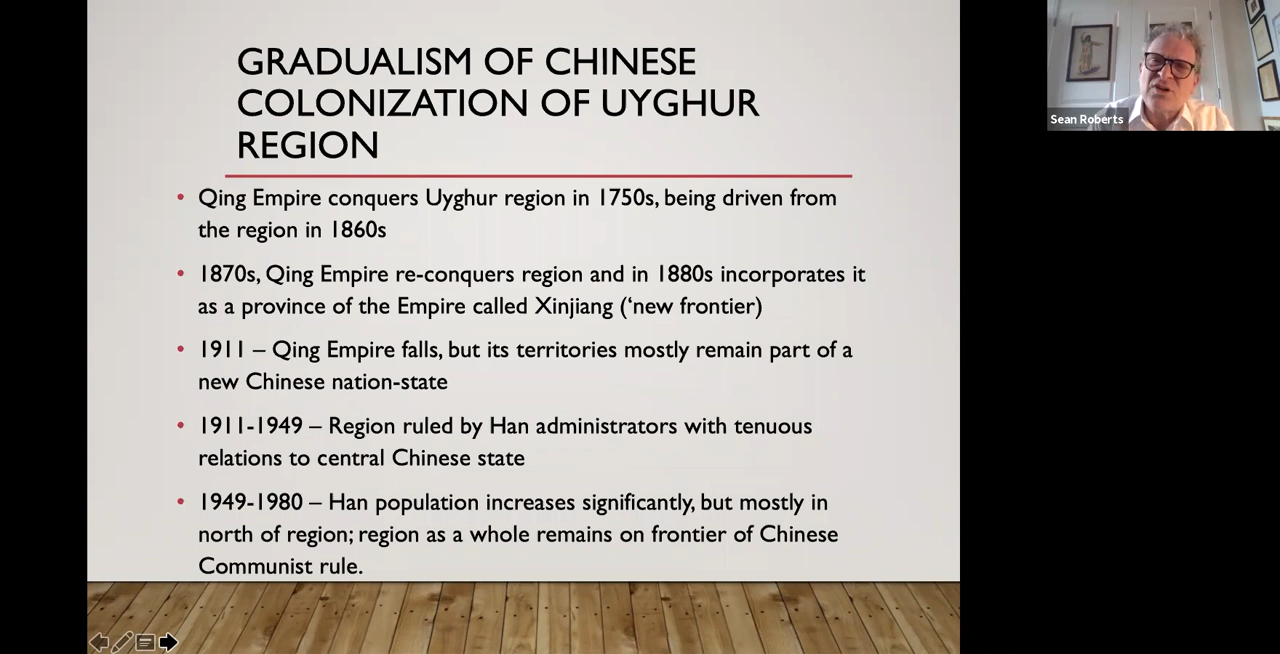 GRADUALISM OF CHINESE
COLONIZATION OF UYGHUR
REGION
• Qing Empire conquers Uyghur region in 1750s, being driven from
the region in 1860s
• 1870s, Qing Empire re-conquers region and in 1880s incorporates it
as a province of the Empire called Xinjiang (‘new frontier)
• 1911 – Qing Empire falls, but its territories mostly remain part of a
new Chinese nation-state
• 1911-1949 – Region ruled by Han administrators with tenuous
relations to central Chinese state
• 1949-1980 – Han population increases significantly, but mostly in
north of region; region as a whole remains on frontier of Chinese
Communist rule.
Sean Roberts